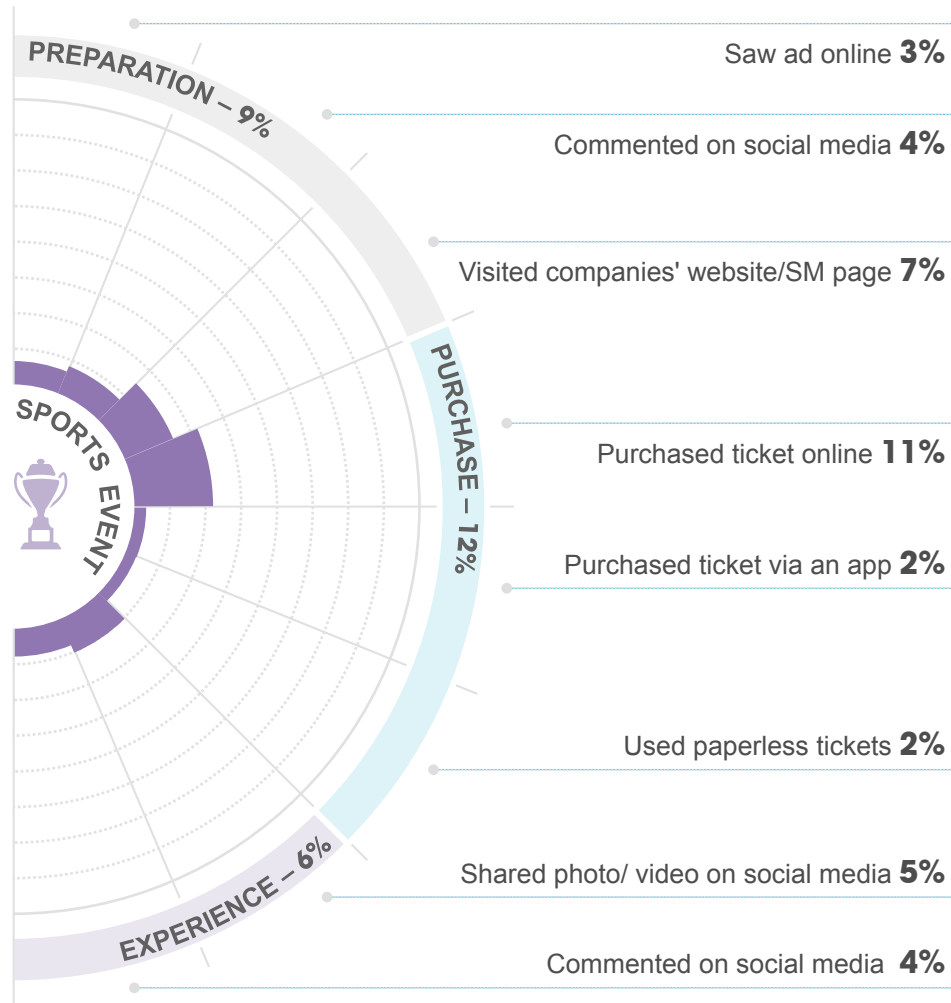 PREPARATION – 9%
Saw ad online 3%
Commented on social media 4%
Visited companies' website/SM page 7%
PURCHASE – 12%
Purchased ticket online 11%
Purchased ticket via an app 2%
Used paperless tickets 2%
SPORTS EVENT
EXPERIENCE – 6%
Shared photo/ video on social media 5%
Commented on social media 4%